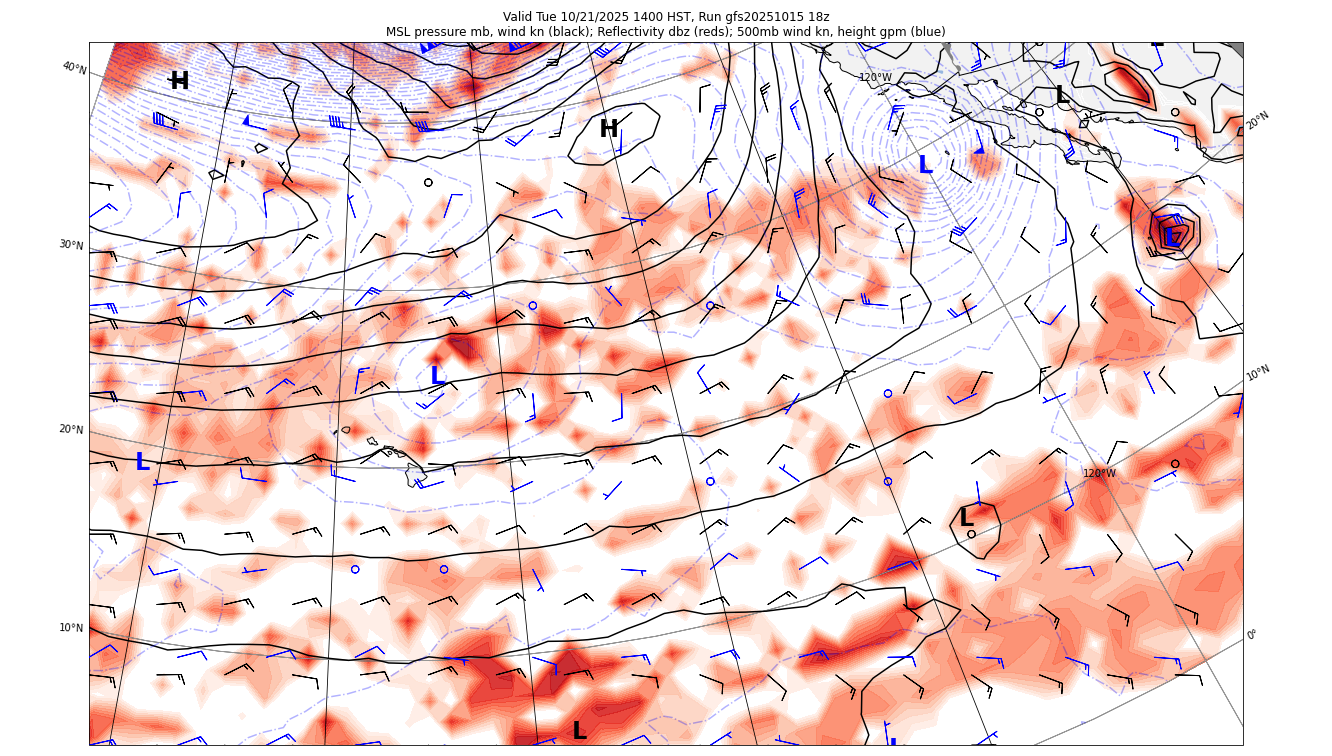 Valid Tue 10/21/2025 1400 HST, Run gfs20251015 18z
MSL pressure mb, wind kn (black); Reflectivity dbz (reds); 500mb wind kn, height gpm (blue)
40°N
H
120°W
L
20°N
H
L
L
30°N
10°N
L
20°N
L
120°W
L
10°N
0°
L
L